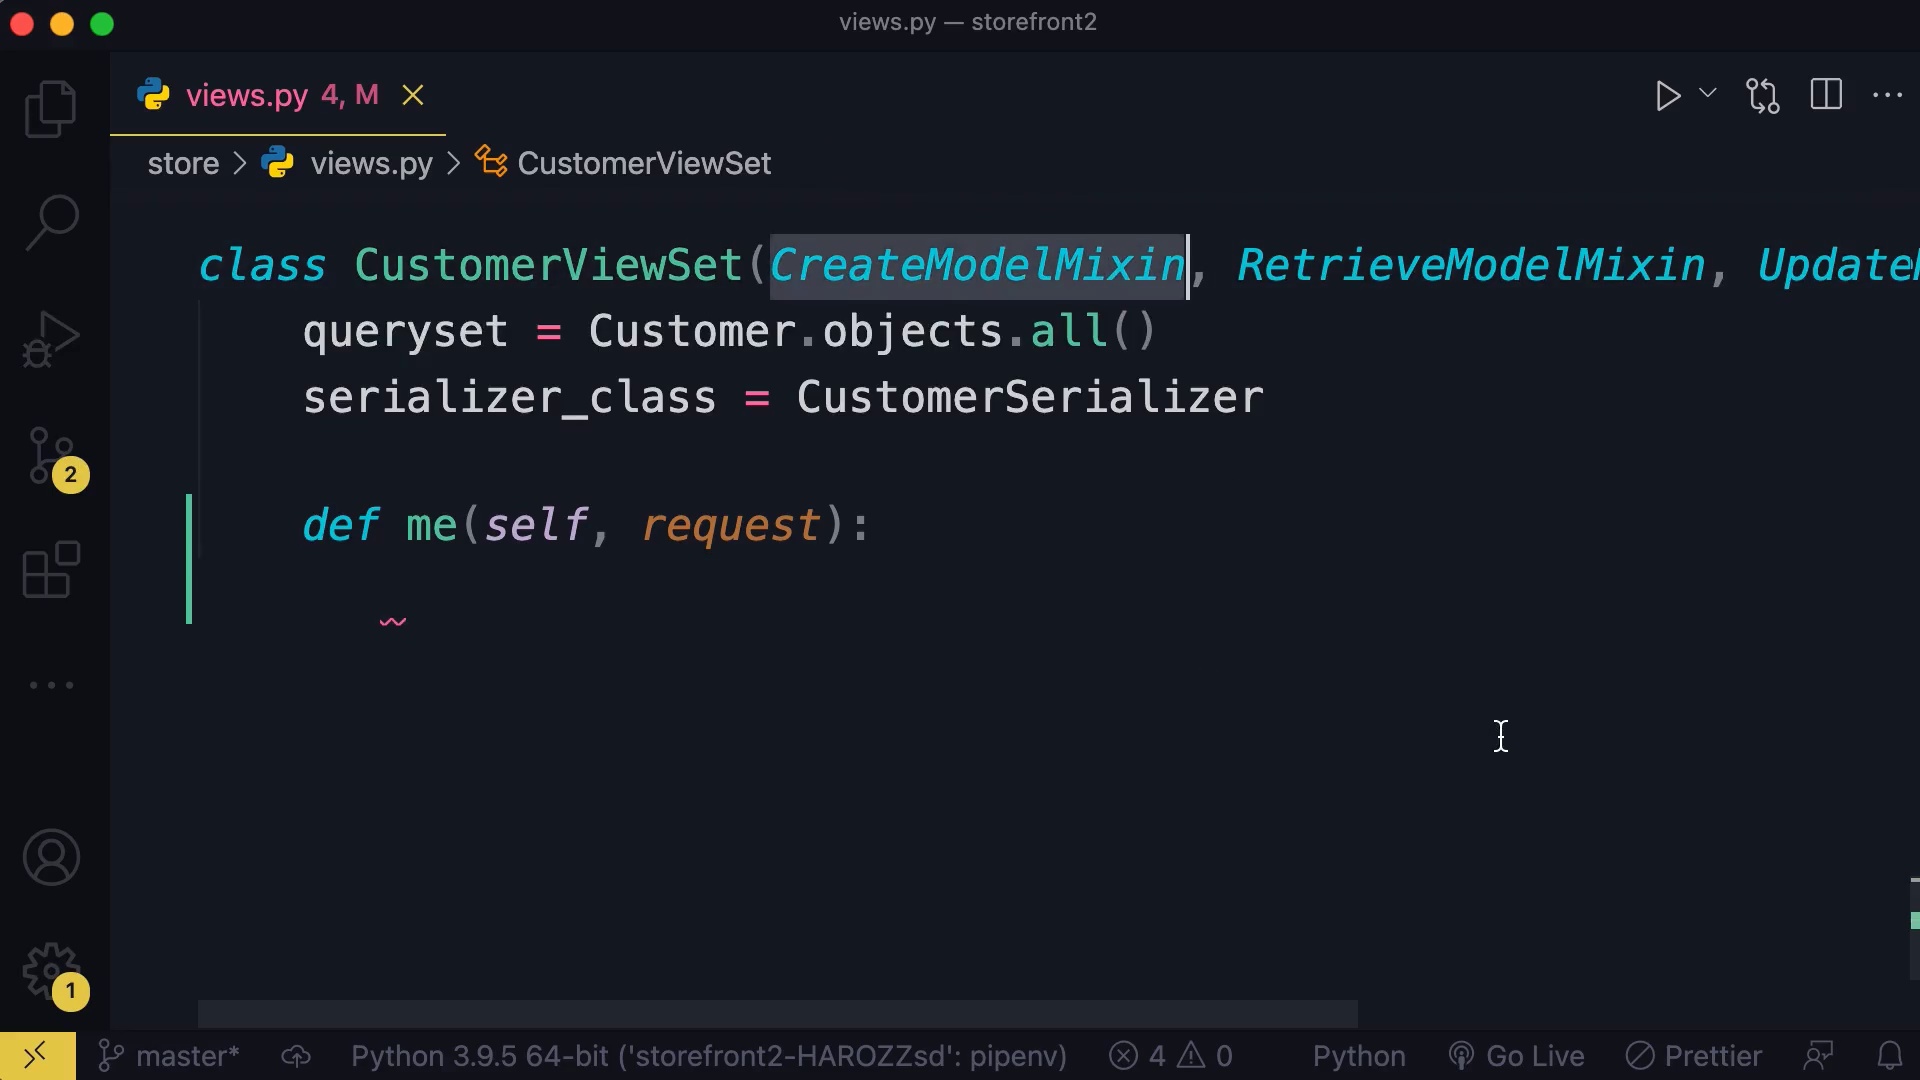 views.py — storefront2
views.py 4, M
store > views.py > CustomerViewSet
class CustomerViewSet(CreateModelMixin, RetrieveModelMixin, Update
    queryset = Customer.objects.all()
    serializer_class = CustomerSerializer
    def me(self, request):
2
1
master* Python 3.9.5 64-bit ('storefront2-HAROZZsd': pipenv) 4 0 Python Go Live Prettier